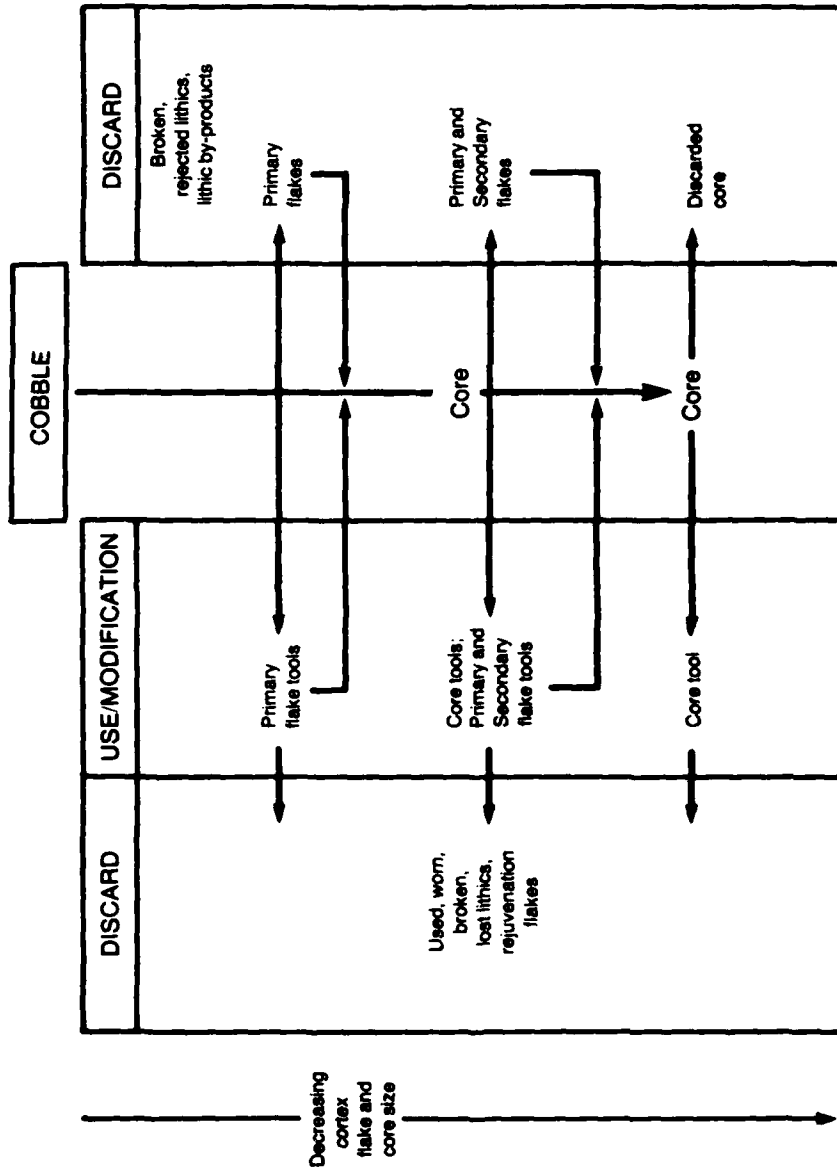 COBBLE
DISCARD
USE/MODIFICATION
DISCARD
Broken,
rejected lithics,
lithic by-products
Decreasing
cortex
flake and
core size
Primary
flake tools
Primary
flakes
Used, worn,
broken,
lost lithics,
rejuvenation
flakes
Core tools;
Primary and
Secondary
flake tools
Core
Primary and
Secondary
flakes
Core tool
Core
Discarded
core